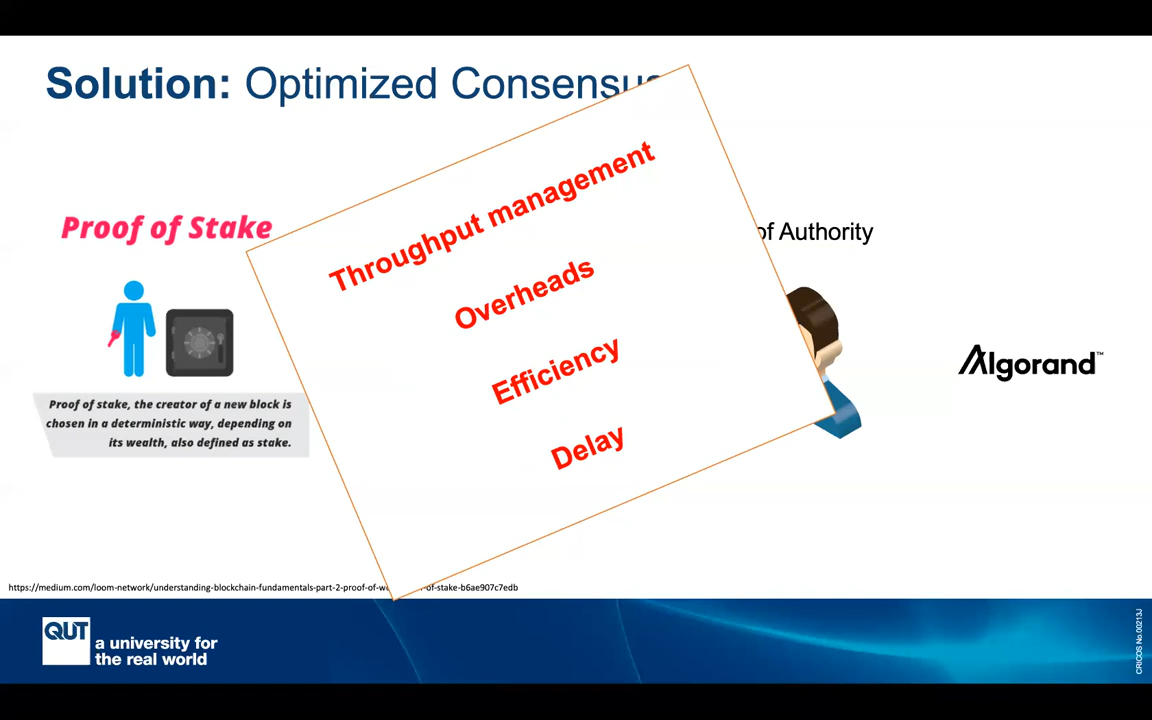 Solution: Optimized Consensus
Proof of Stake
Throughput management
Overheads
Efficiency
Delay
of Authority
Algorand™
Proof of stake, the creator of a new block is
chosen in a deterministic way, depending on
its wealth, also defined as stake.
https://medium.com/loom-network/understanding-blockchain-fundamentals-part-2-proof-of-w of-stake-b6ae907c7edb
QUT
a university for
the real world
CRICOS No.00213J